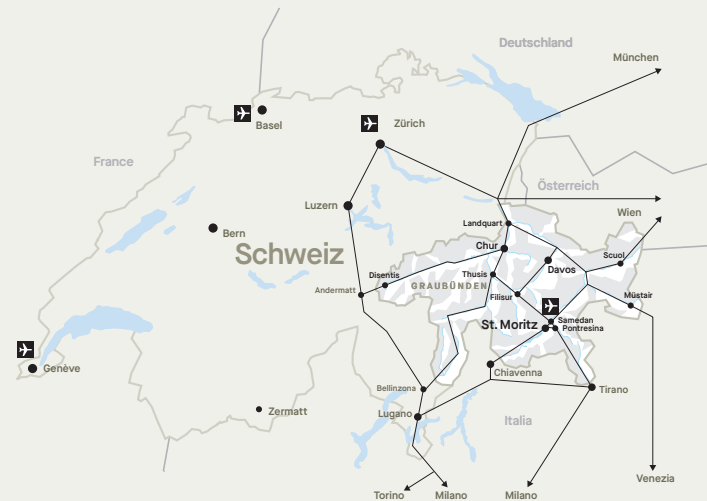 Deutschland
München
Zürich
Basel
France
Österreich
Luzern
Wien
Landquart
Bern
Schweiz
Chur
Scuol
Davos
Disentis
Thusis
GRAUBÜNDEN
Andermatt
Filisur
Müstair
St. Moritz
Samedan
Pontresina
Genève
Chiavenna
Bellinzona
Tirano
Zermatt
Lugano
Italia
Venezia
Torino
Milano
Milano